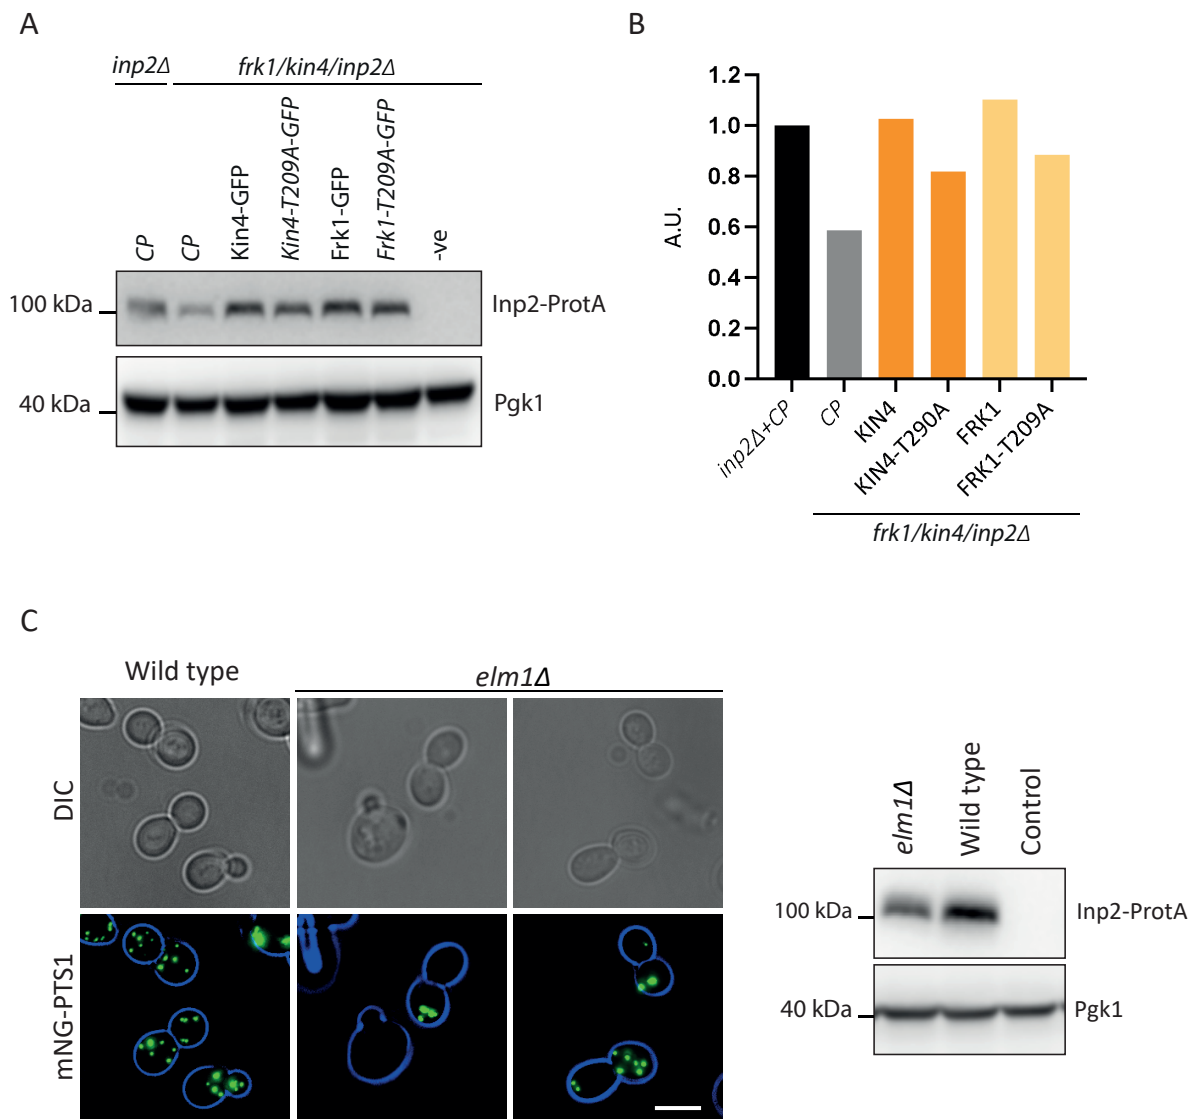 A
inp2Δ
frk1/kin4/inp2Δ
CP
CP
Kin4-GFP
Kin4-T209A-GFP
Frk1-GFP
Frk1-T209A-GFP
-ve
100 kDa
Inp2-ProtA
40 kDa
Pgk1
B
A.U.
1.2
1.0
0.8
0.6
0.4
0.2
0.0
inp2Δ+CP
CP
KIN4
KIN4-T290A
FRK1
FRK1-T209A
frk1/kin4/inp2Δ
C
Wild type
elm1Δ
DIC
mNG-PTS1
elm1Δ
Wild type
Control
100 kDa
Inp2-ProtA
40 kDa
Pgk1